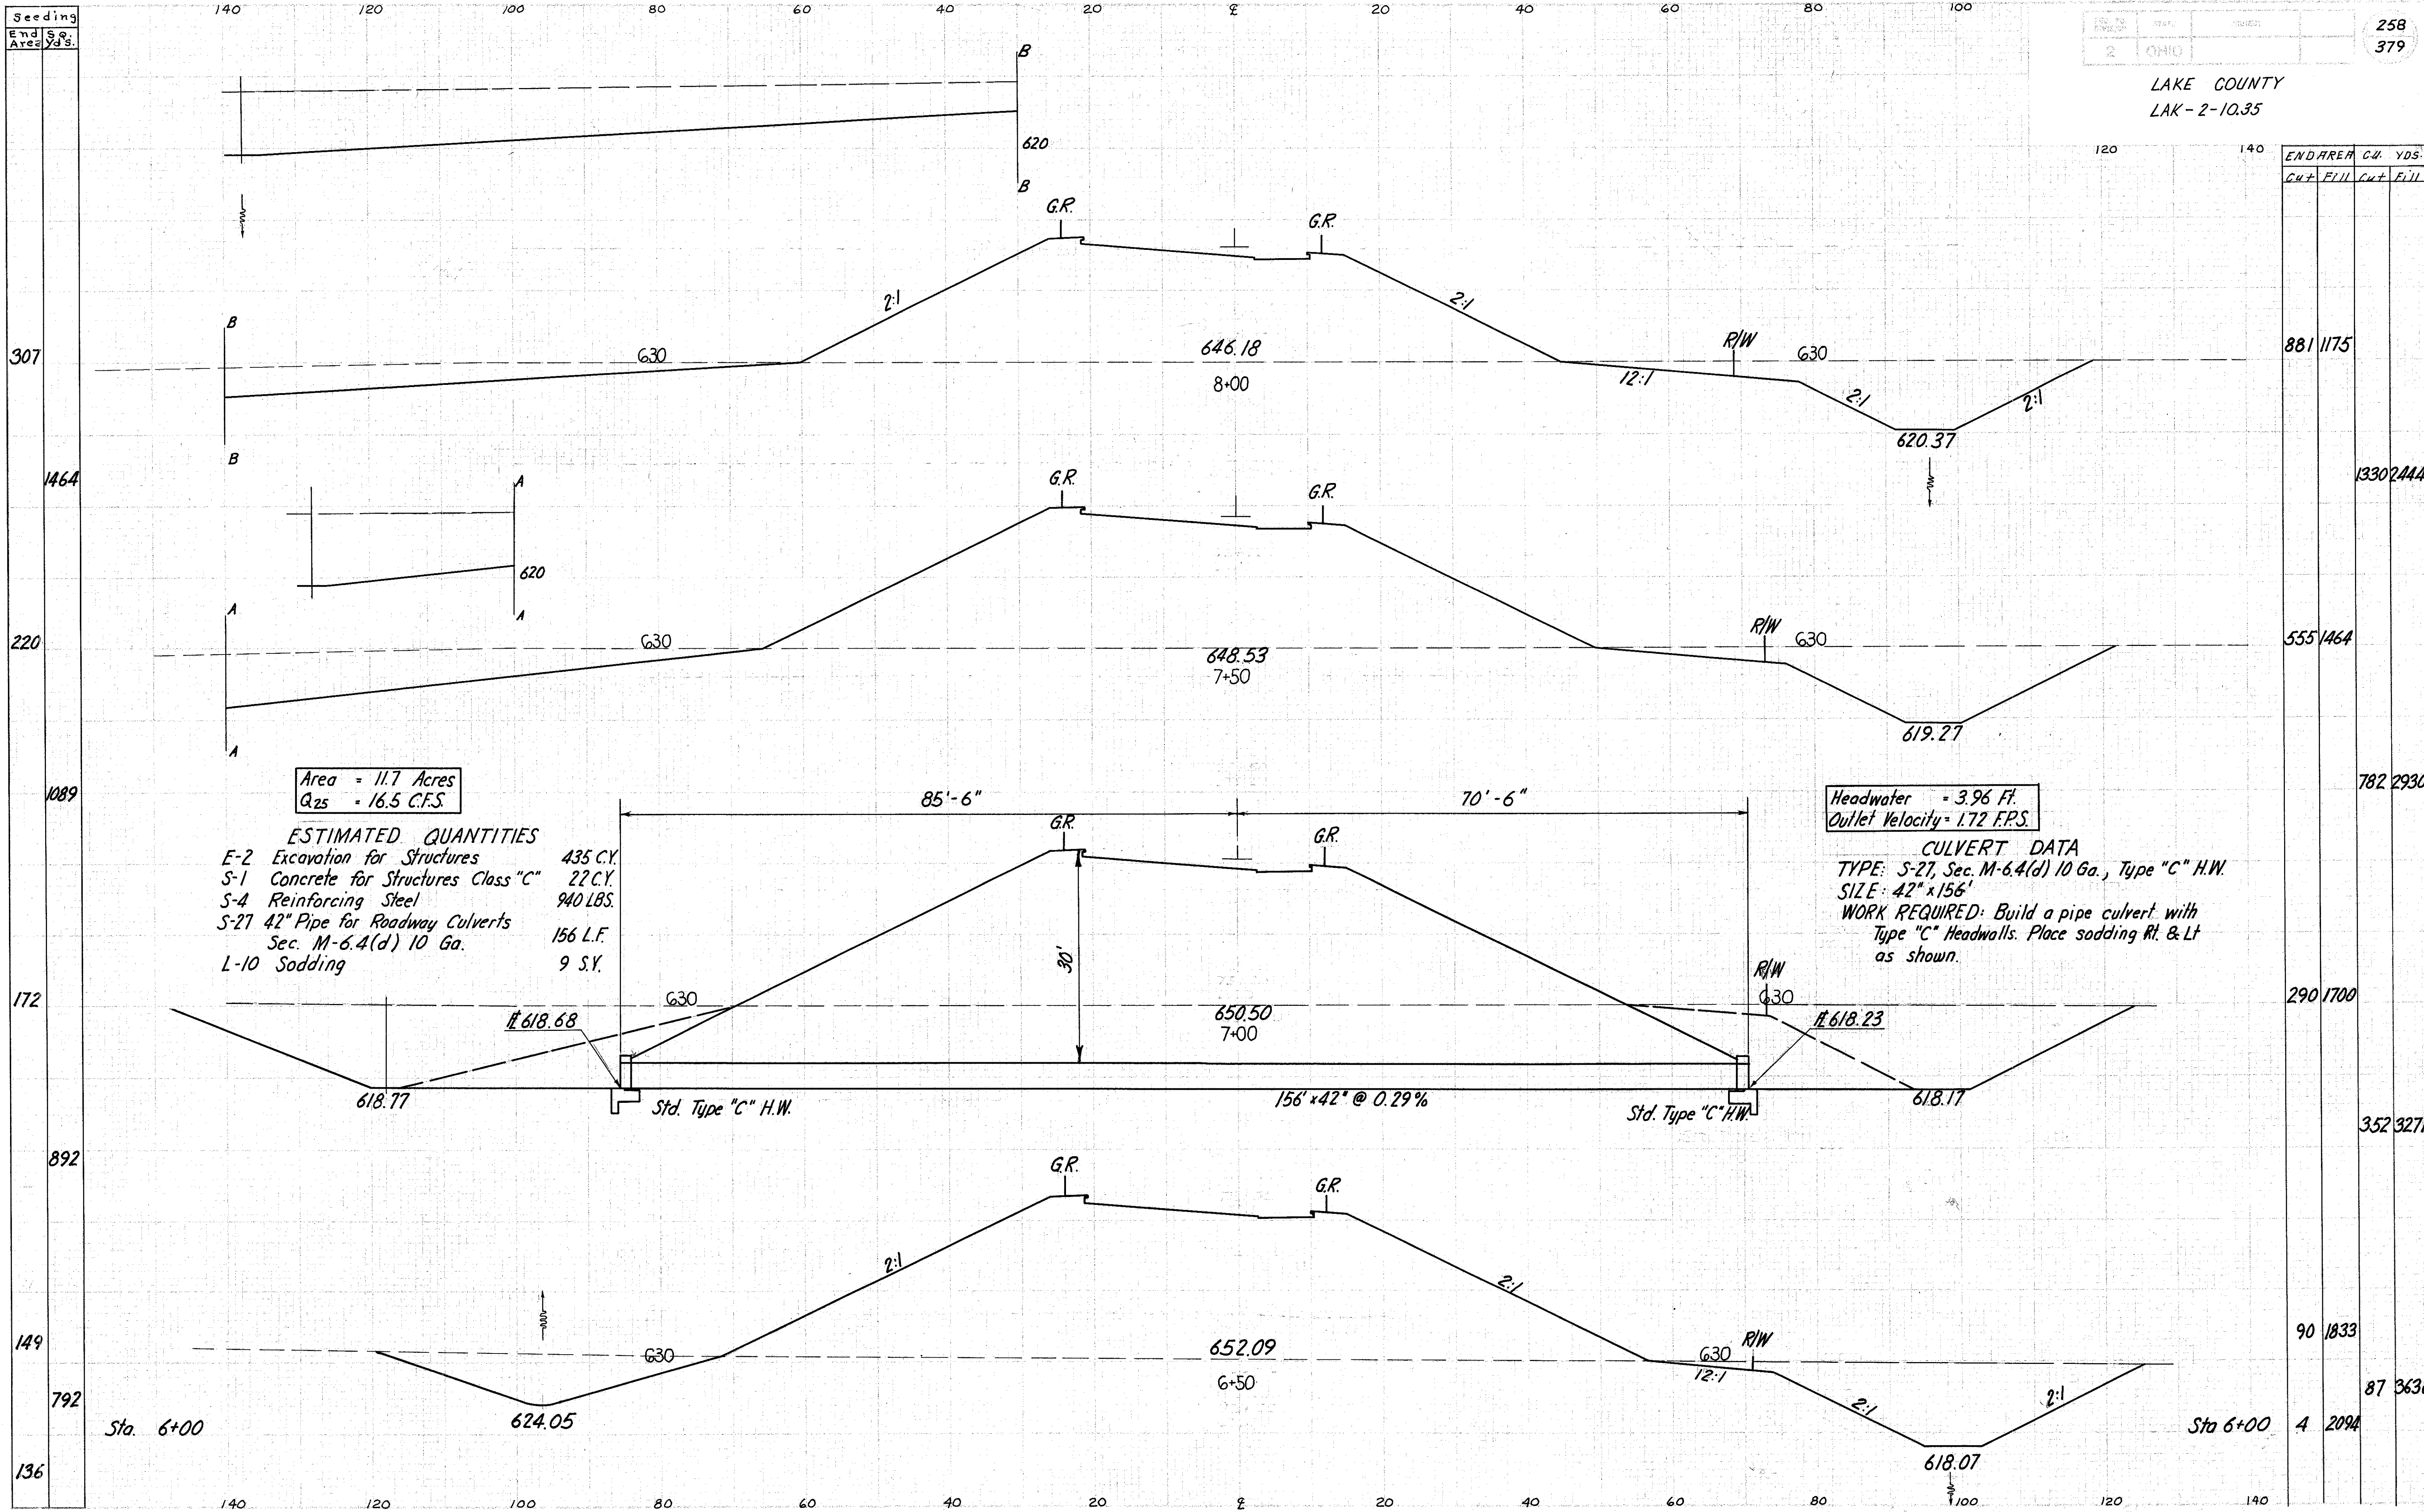 140 120 100 80 60 40 20 ℄ 20 40 60 80 100
Seeding
End Area Sq. Yd's.
2 OHIO
258
379
LAKE COUNTY
LAK-2-10.35
120 140
END AREA CU. YDS.
Cut Fill Cut Fill
B
620
B
G.R.
G.R.
2:1
2:1
B
307
630
646.18
R/W
630
881 1175
8+00
12:1
2:1
2:1
620.37
B
1464
1330 2444
A
G.R.
G.R.
620
A
A
220
630
648.53
7+50
R/W
630
555 1464
619.27
A
Area = 11.7 Acres
Q25 = 16.5 C.F.S.
1089
85'-6"
70'-6"
782 2930
Headwater = 3.96 Ft.
Outlet Velocity = 1.72 F.P.S.
ESTIMATED QUANTITIES
E-2 Excavation for Structures 435 C.Y.
S-1 Concrete for Structures Class "C" 22 C.Y.
S-4 Reinforcing Steel 940 LBS.
S-27 42" Pipe for Roadway Culverts
Sec. M-6.4(d) 10 Ga. 156 L.F.
L-10 Sodding 9 S.Y.
G.R.
G.R.
30'
CULVERT DATA
TYPE: S-27, Sec. M-6.4(d) 10 Ga., Type "C" H.W.
SIZE: 42" x 156'
WORK REQUIRED: Build a pipe culvert with
Type "C" Headwalls. Place sodding Rt. & Lt
as shown.
172
630
650.50
7+00
R/W
630
290 1700
618.68
618.23
618.77
Std. Type "C" H.W.
156' x 42" @ 0.29%
Std. Type "C" H.W.
618.17
352 3271
892
G.R.
G.R.
2:1
2:1
149
630
652.09
6+50
630
R/W
12:1
90 1833
792
624.05
2:1
2:1
87
Sta. 6+00
Sta 6+00 4 2094
136
618.07
140 120 100 80 60 40 20 ℄ 20 40 60 80 100 120 140